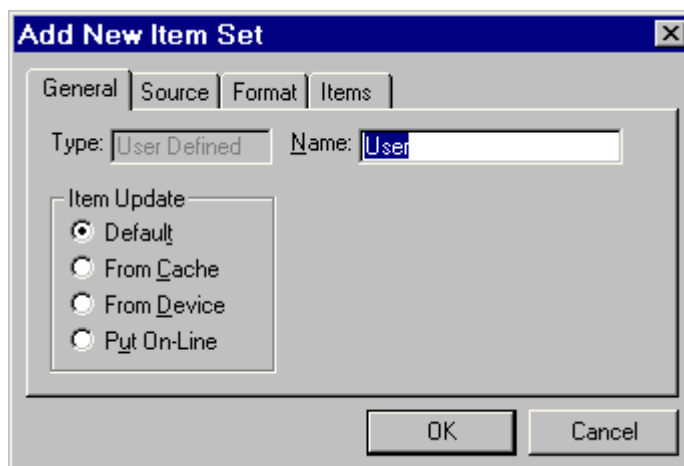 Add New Item Set
General Source Format Items
Type: User Defined Name: User
Item Update
Default
From Cache
From Device
Put On-Line
OK Cancel